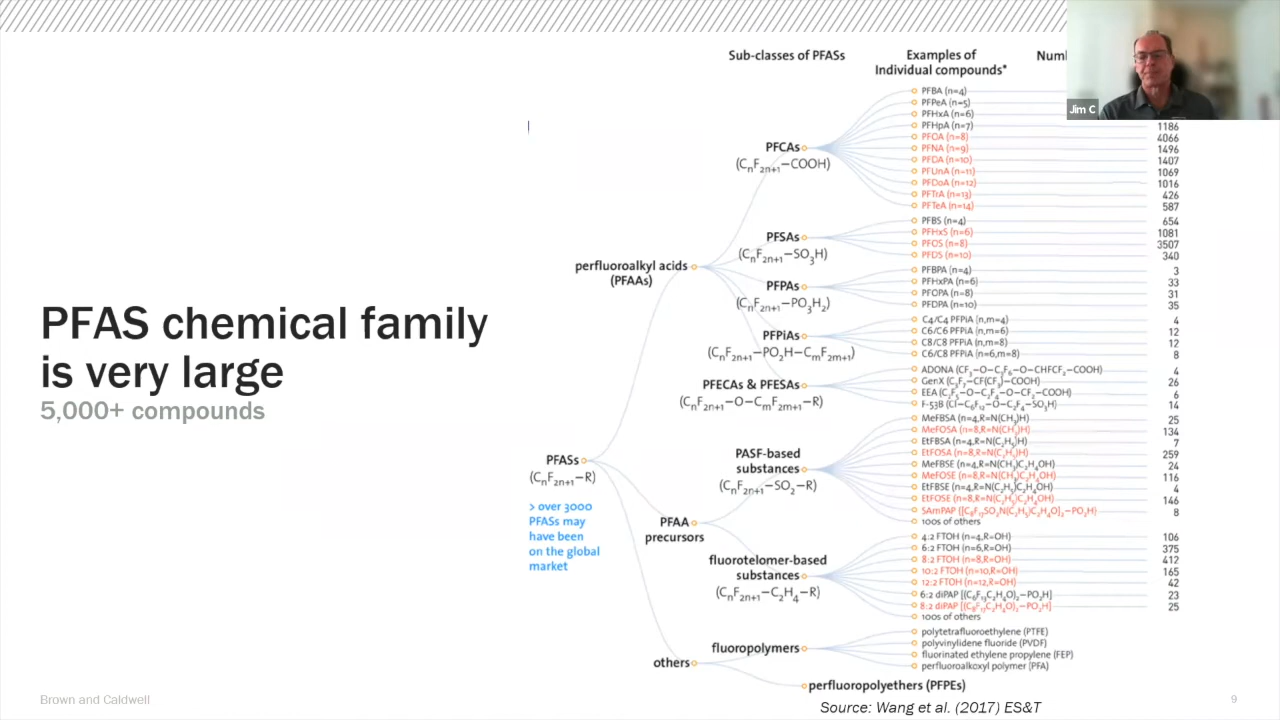 Sub-classes of PFASs
Examples of
Individual compounds*
Jim C
PFBA (n=4)
PFPeA (n=5)
PFHxA (n=6)
PFHpA (n=7) 1186
PFOA (n=8) 4066
PFNA (n=9) 1496
PFDA (n=10) 1407
PFUnA (n=11) 1069
PFDoA (n=12) 1016
PFTrA (n=13) 426
PFTeA (n=14) 587
PFCAs
(CnF2n+1−COOH)
PFBS (n=4) 654
PFHxS (n=6) 1081
PFOS (n=8) 3507
PFDS (n=10) 340
PFSAs
(CnF2n+1−SO3H)
perfluoroalkyl acids
(PFAAs)
PFBPA (n=4) 3
PFHxPA (n=6) 33
PFOPA (n=8) 31
PFDPA (n=10) 35
PFPAs
(CnF2n+1−PO3H2)
C4/C4 PFPiA (n,m=4) 4
C6/C6 PFPiA (n,m=6) 12
C8/C8 PFPiA (n,m=8) 12
C6/C8 PFPiA (n=6,m=8) 8
PFPiAs
(CnF2n+1−PO2H−CmF2m+1)
PFAS chemical family
is very large
5,000+ compounds
ADONA (CF3−O−C3F6−O−CHFCF2−COOH) 4
GenX (C3F7−CF(CF3)−COOH) 26
EEA (C2F5−O−C2F4−O−CF2−COOH) 6
F-53B (Cl−C6F12−O−C2F4−SO3H) 14
PFECAs & PFESAs
(CnF2n+1−O−CmF2m+1−R)
MeFBSA (n=4,R=N(CH3)H) 25
MeFOSA (n=8,R=N(CH3)H) 134
EtFBSA (n=4,R=N(C2H5)H) 7
EtFOSA (n=8,R=N(C2H5)H) 259
MeFBSE (n=4,R=N(CH3)C2H4OH) 24
MeFOSE (n=8,R=N(CH3)C2H4OH) 116
EtFBSE (n=4,R=N(C2H5)C2H4OH) 4
EtFOSE (n=8,R=N(C2H5)C2H4OH) 146
SAmPAP {[C8F17SO2N(C2H5)C2H4O]2−PO2H} 8
100s of others
PASF-based
substances
(CnF2n+1−SO2−R)
PFASs
(CnF2n+1−R)
> over 3000
PFASs may
have been
on the global
market
PFAA
precursors
4:2 FTOH (n=4,R=OH) 106
6:2 FTOH (n=6,R=OH) 375
8:2 FTOH (n=8,R=OH) 412
10:2 FTOH (n=10,R=OH) 165
12:2 FTOH (n=12,R=OH) 42
6:2 diPAP [(C6F13C2H4O)2−PO2H] 23
8:2 diPAP [(C8F17C2H4O)2−PO2H] 25
100s of others
fluorotelomer-based
substances
(CnF2n+1−C2H4−R)
polytetrafluoroethylene (PTFE)
polyvinylidene fluoride (PVDF)
fluorinated ethylene propylene (FEP)
perfluoroalkoxyl polymer (PFA)
fluoropolymers
others
perfluoropolyethers (PFPEs)
Brown and Caldwell
Source: Wang et al. (2017) ES&T
9